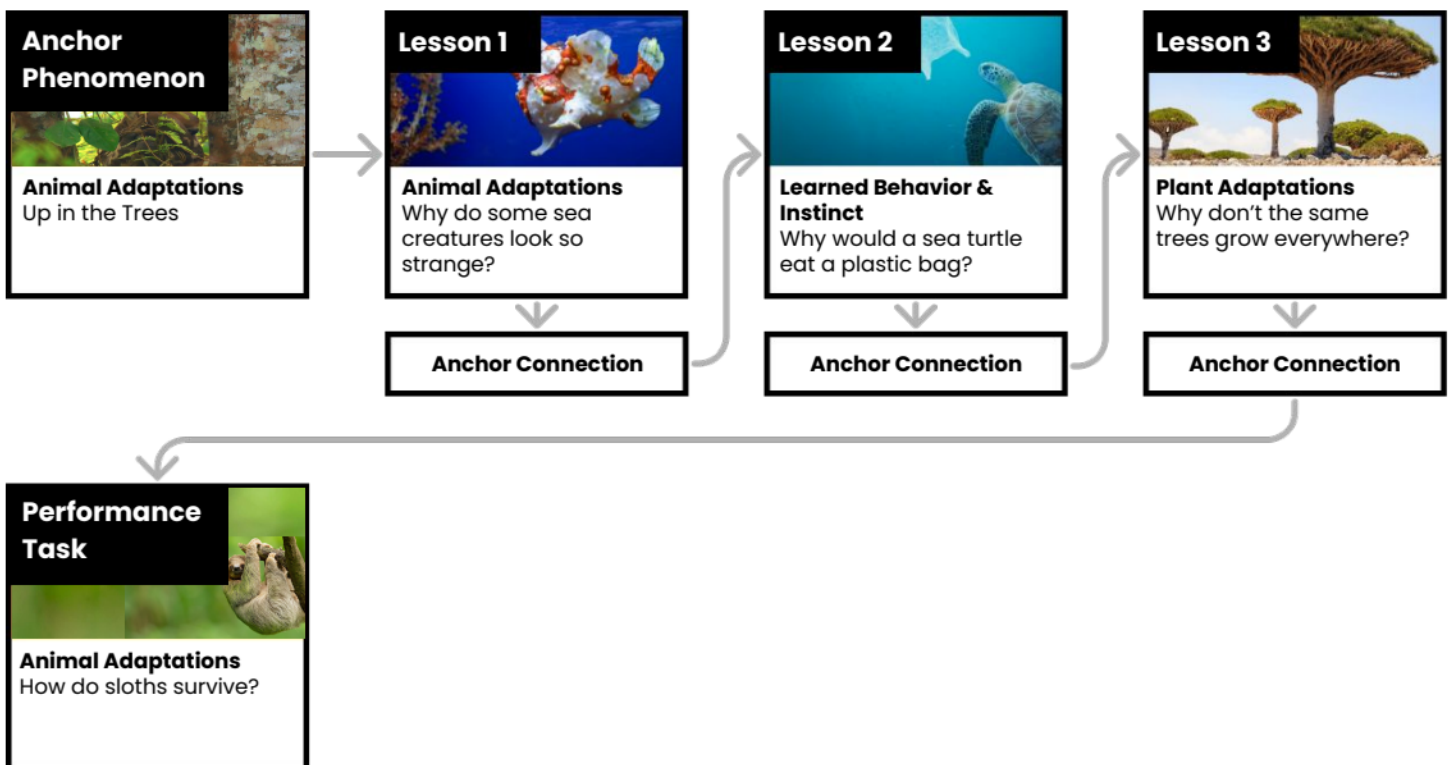 Anchor
Phenomenon
Animal Adaptations
Up in the Trees
Lesson 1
Animal Adaptations
Why do some sea
creatures look so
strange?
Anchor Connection
Lesson 2
Learned Behavior &
Instinct
Why would a sea turtle
eat a plastic bag?
Anchor Connection
Lesson 3
Plant Adaptations
Why don’t the same
trees grow everywhere?
Anchor Connection
Performance
Task
Animal Adaptations
How do sloths survive?